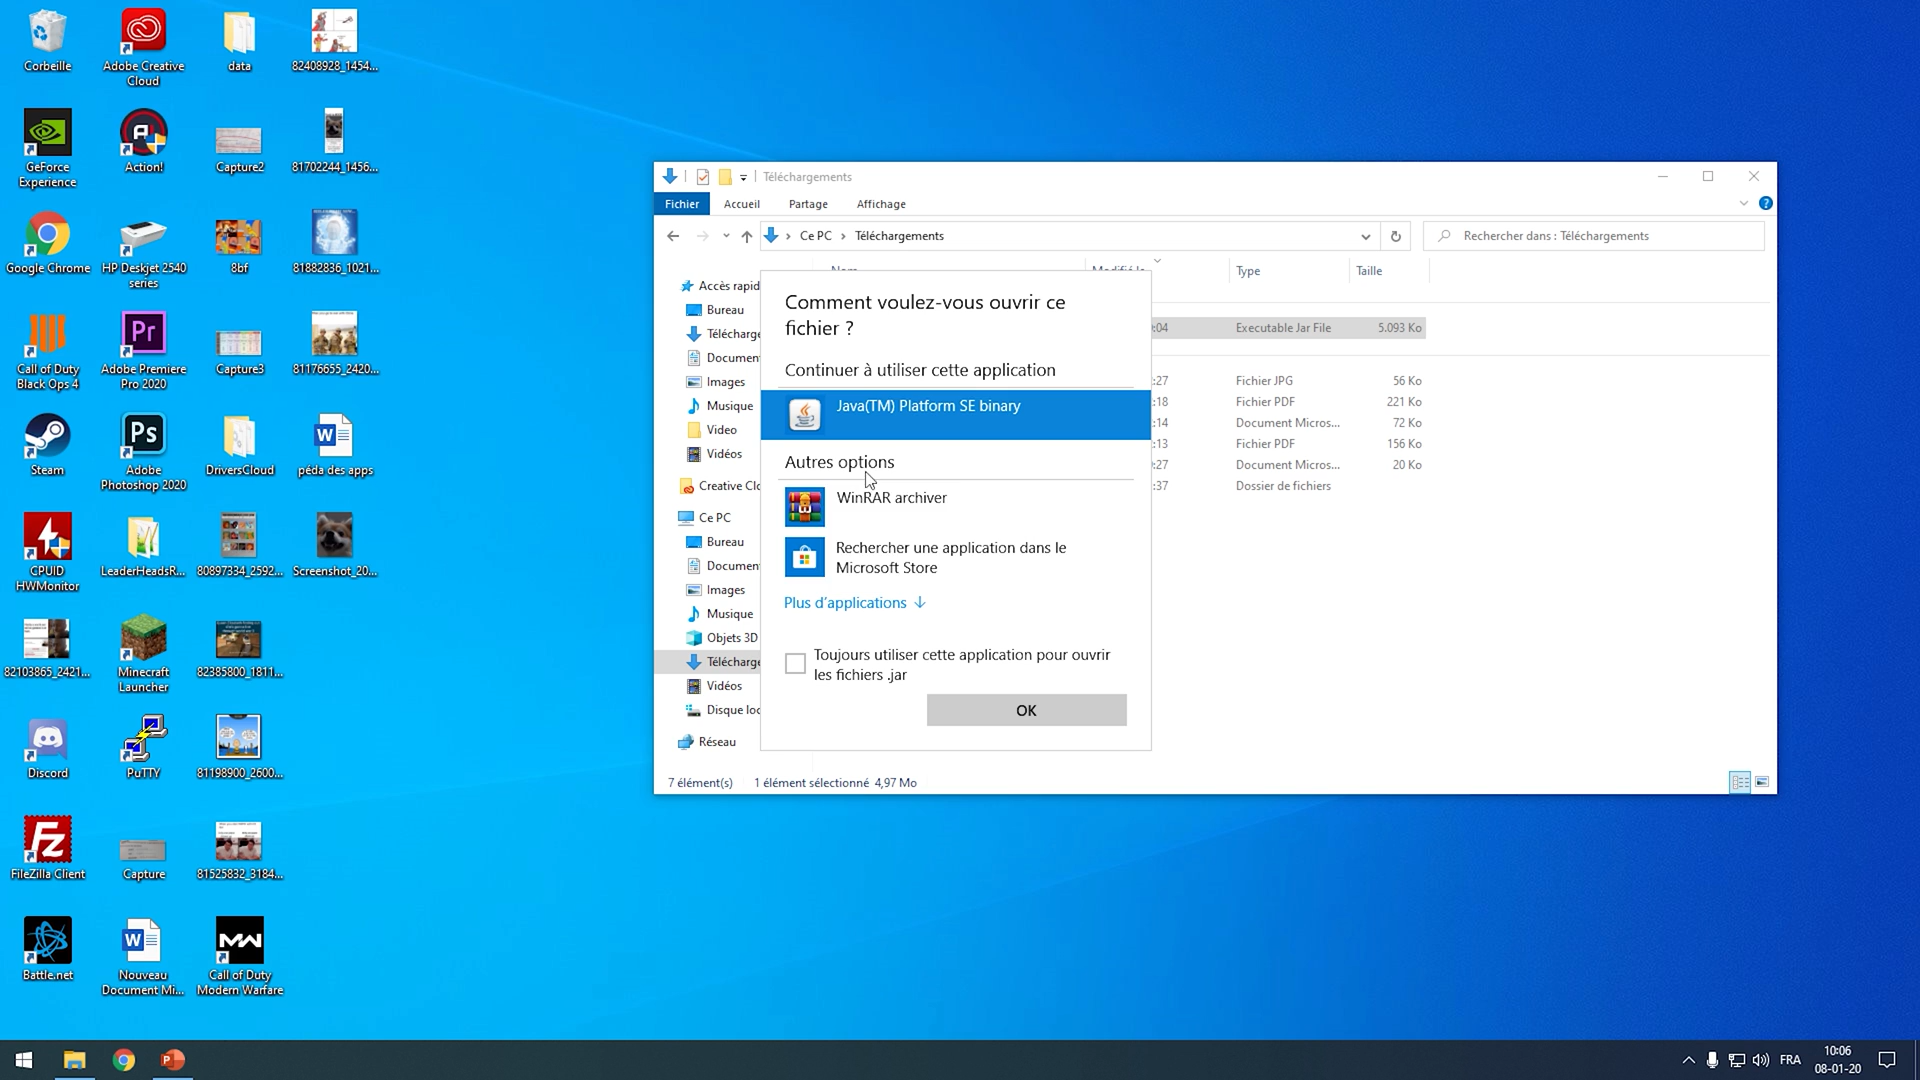 Corbeille
Adobe Creative
Cloud
data
82408928_1454...
GeForce
Experience
Action!
Capture2
81702244_1456...
Google Chrome
HP Deskjet 2540
series
8bf
81882836_1021...
Call of Duty
Black Ops 4
Adobe Premiere
Pro 2020
Capture3
81176655_2420...
Steam
Adobe
Photoshop 2020
DriversCloud
péda des apps
CPUID
HWMonitor
LeaderHeadsR...
80897334_2592...
Screenshot_20...
82103865_2421...
Minecraft
Launcher
82385800_1811...
Discord
PuTTY
81198900_2600...
FileZilla Client
Capture
81525832_3184...
Battle.net
Nouveau
Document Mi...
Call of Duty
Modern Warfare
Téléchargements
Fichier Accueil Partage Affichage
Ce PC Téléchargements
Rechercher dans : Téléchargements
Type Taille
Accès rapid
Bureau
Télécharge
Documen
Images
Musique
Video
Vidéos
Creative Clo
Ce PC
Bureau
Documen
Images
Musique
Objets 3D
Télécharge
Vidéos
Disque loc
Réseau
Comment voulez-vous ouvrir ce
fichier ?
Continuer à utiliser cette application
Java(TM) Platform SE binary
Autres options
WinRAR archiver
Rechercher une application dans le
Microsoft Store
Plus d’applications
Toujours utiliser cette application pour ouvrir
les fichiers .jar
OK
:04 Executable Jar File 5.093 Ko
:27 Fichier JPG 56 Ko
:18 Fichier PDF 221 Ko
:14 Document Micros... 72 Ko
:13 Fichier PDF 156 Ko
:27 Document Micros... 20 Ko
:37 Dossier de fichiers
7 élément(s) 1 élément sélectionné 4,97 Mo
FRA
10:06
08-01-20